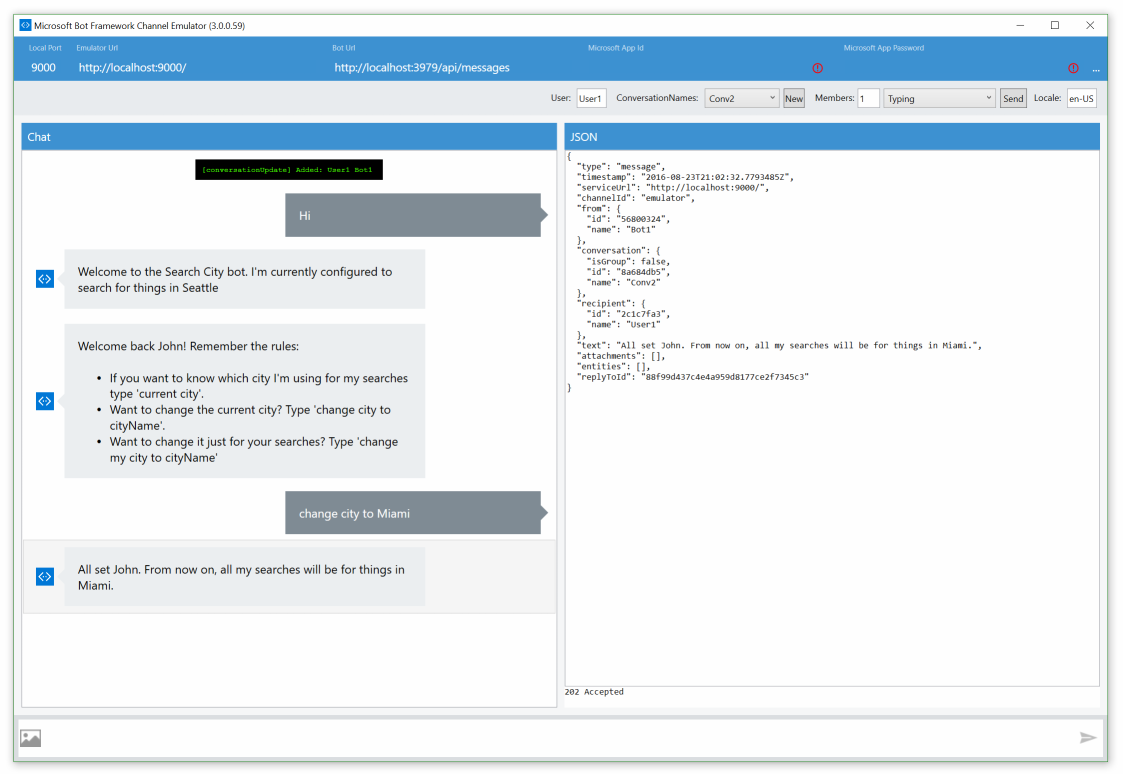 Microsoft Bot Framework Channel Emulator (3.0.0.59)
Local Port Emulator Url Bot Url Microsoft App Id Microsoft App Password
9000 http://localhost:9000/ http://localhost:3979/api/messages ...
User: User1 ConversationNames: Conv2 New Members: 1 Typing Send Locale: en-US
Chat
[conversationUpdate] Added: User1 Bot1
Hi
Welcome to the Search City bot. I'm currently configured to
search for things in Seattle
Welcome back John! Remember the rules:
• If you want to know which city I'm using for my searches
type 'current city'.
• Want to change the current city? Type 'change city to
cityName'.
• Want to change it just for your searches? Type 'change
my city to cityName'
change city to Miami
All set John. From now on, all my searches will be for things in
Miami.
JSON
{
"type": "message",
"timestamp": "2016-08-23T21:02:32.7793485Z",
"serviceUrl": "http://localhost:9000/",
"channelId": "emulator",
"from": {
"id": "56800324",
"name": "Bot1"
},
"conversation": {
"isGroup": false,
"id": "8a684db5",
"name": "Conv2"
},
"recipient": {
"id": "2c1c7fa3",
"name": "User1"
},
"text": "All set John. From now on, all my searches will be for things in Miami.",
"attachments": [],
"entities": [],
"replyToId": "88f99d437c4e4a959d8177ce2f7345c3"
}
202 Accepted